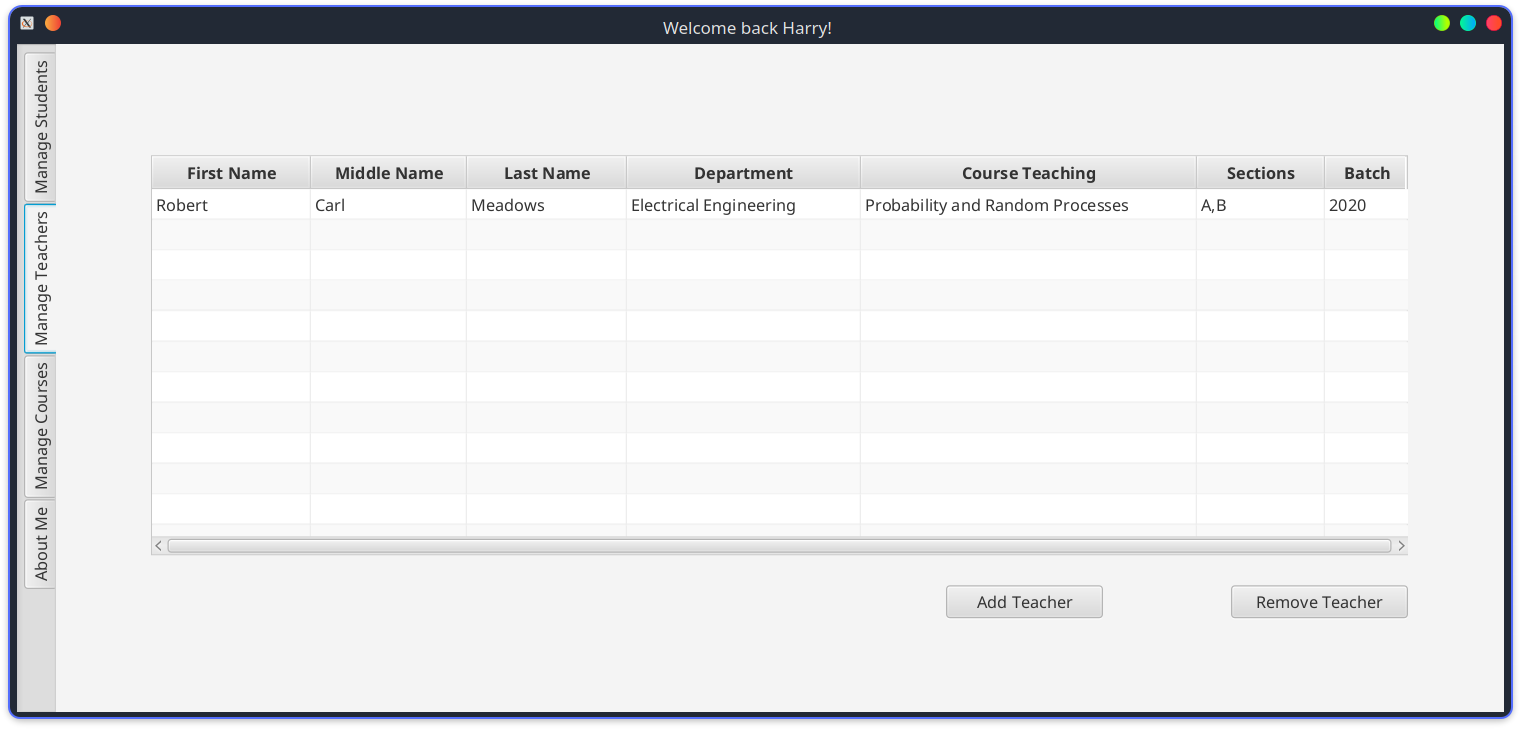 Welcome back Harry!
Manage Students
Manage Teachers
Manage Courses
About Me
First Name Middle Name Last Name Department Course Teaching Sections Batch
Robert Carl Meadows Electrical Engineering Probability and Random Processes A,B 2020
Add Teacher Remove Teacher